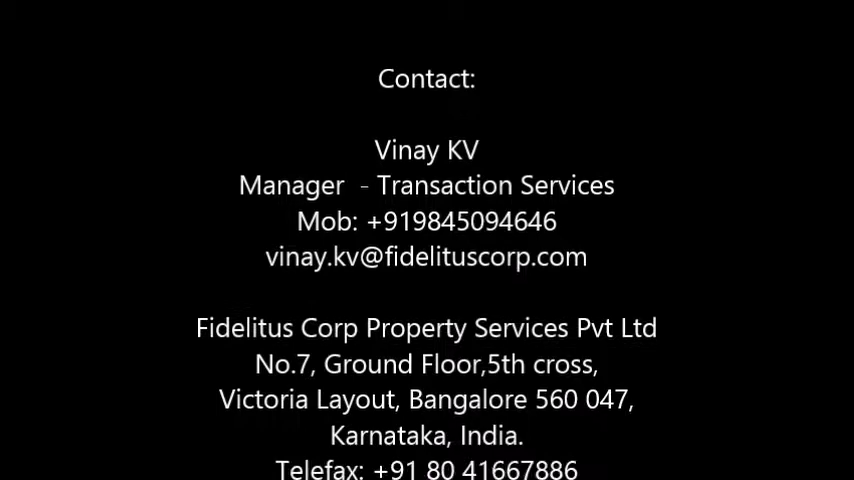 Contact:
Vinay KV
Manager  - Transaction Services
Mob: +919845094646
vinay.kv@fidelituscorp.com
Fidelitus Corp Property Services Pvt Ltd
No.7, Ground Floor,5th cross,
Victoria Layout, Bangalore 560 047,
Karnataka, India.
Telefax: +91 80 41667886